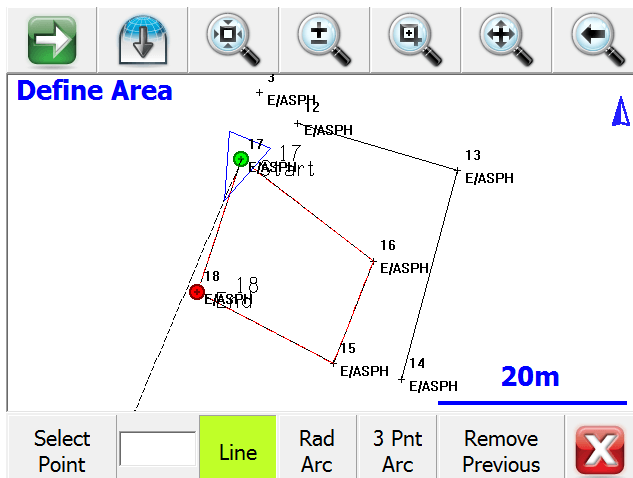 Define Area
3
E/ASPH
12
E/ASPH
13
E/ASPH
17
17
E/ASPH
Start
16
E/ASPH
18
18
E/ASPH
End
15
E/ASPH
14
E/ASPH
20m
Select
Point
Line
Rad
Arc
3 Pnt
Arc
Remove
Previous